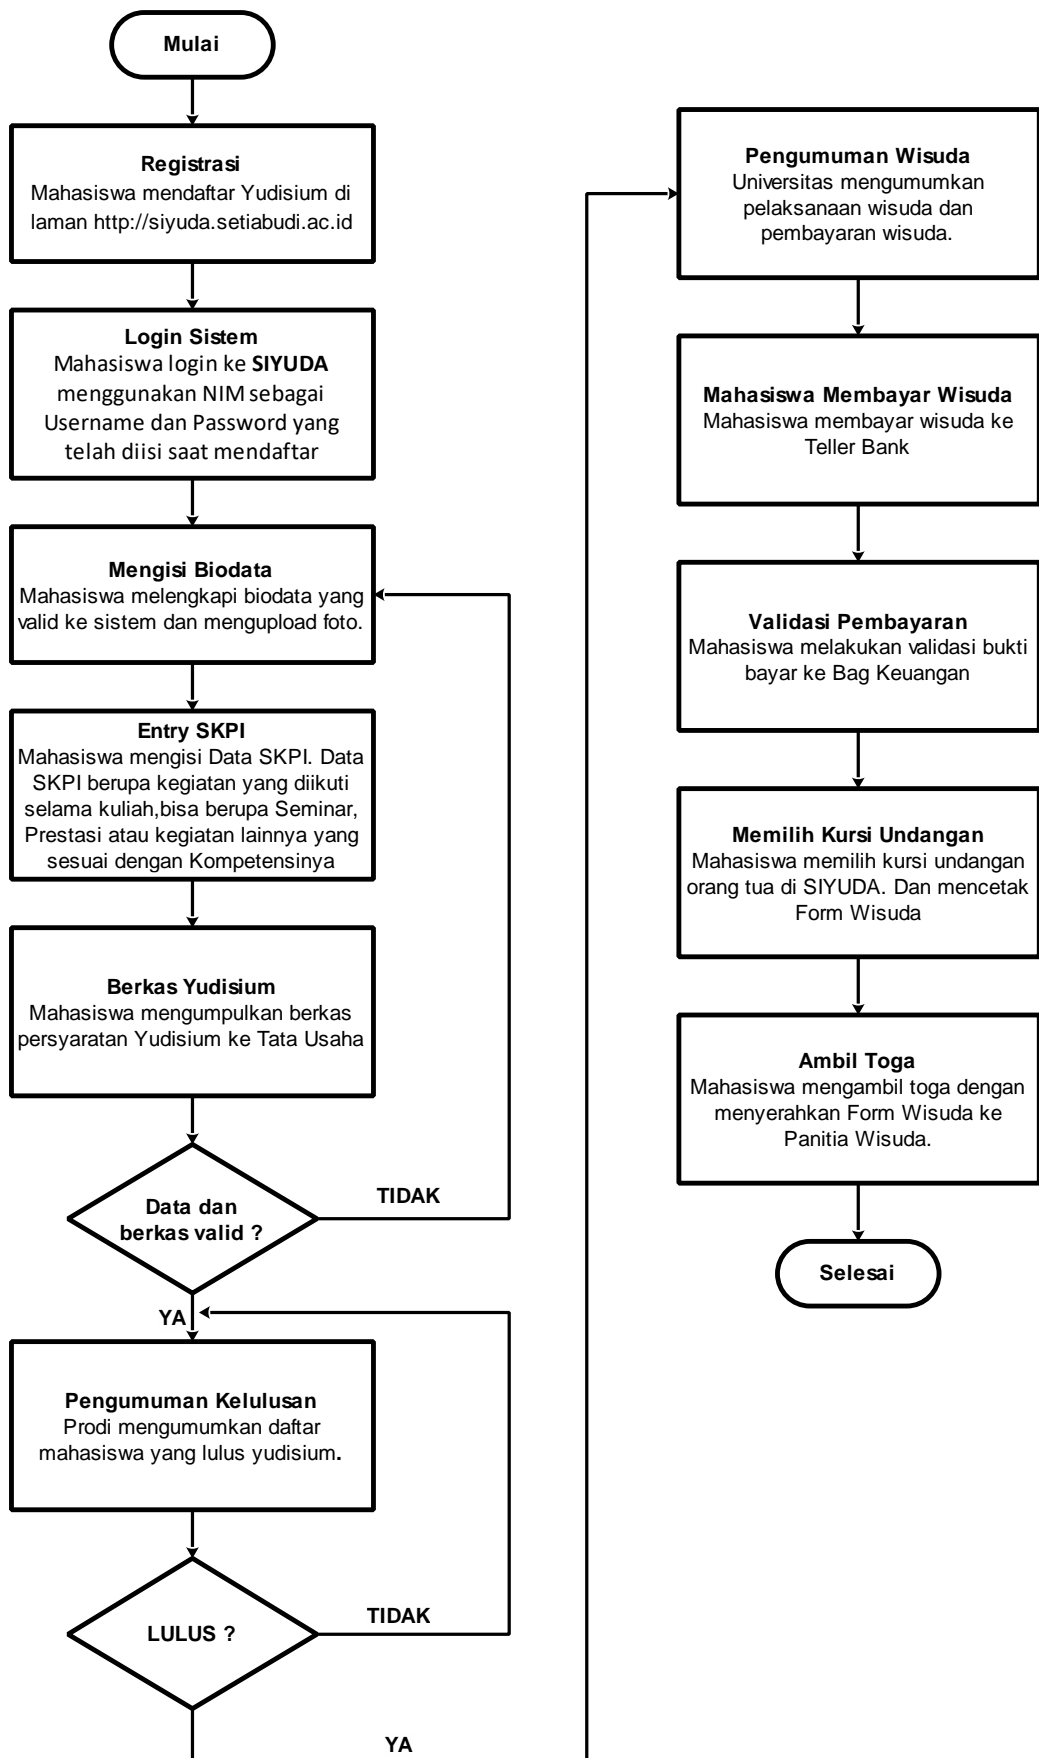 Mulai
Registrasi
Mahasiswa mendaftar Yudisium di
laman http://siyuda.setiabudi.ac.id
Login Sistem
Mahasiswa login ke SIYUDA
menggunakan NIM sebagai
Username dan Password yang
telah diisi saat mendaftar
Mengisi Biodata
Mahasiswa melengkapi biodata yang
valid ke sistem dan mengupload foto.
Entry SKPI
Mahasiswa mengisi Data SKPI. Data
SKPI berupa kegiatan yang diikuti
selama kuliah,bisa berupa Seminar,
Prestasi atau kegiatan lainnya yang
sesuai dengan Kompetensinya
Berkas Yudisium
Mahasiswa mengumpulkan berkas
persyaratan Yudisium ke Tata Usaha
Data dan
berkas valid ?
TIDAK
YA
Pengumuman Kelulusan
Prodi mengumumkan daftar
mahasiswa yang lulus yudisium.
LULUS ?
TIDAK
YA
Pengumuman Wisuda
Universitas mengumumkan
pelaksanaan wisuda dan
pembayaran wisuda.
Mahasiswa Membayar Wisuda
Mahasiswa membayar wisuda ke
Teller Bank
Validasi Pembayaran
Mahasiswa melakukan validasi bukti
bayar ke Bag Keuangan
Memilih Kursi Undangan
Mahasiswa memilih kursi undangan
orang tua di SIYUDA. Dan mencetak
Form Wisuda
Ambil Toga
Mahasiswa mengambil toga dengan
menyerahkan Form Wisuda ke
Panitia Wisuda.
Selesai